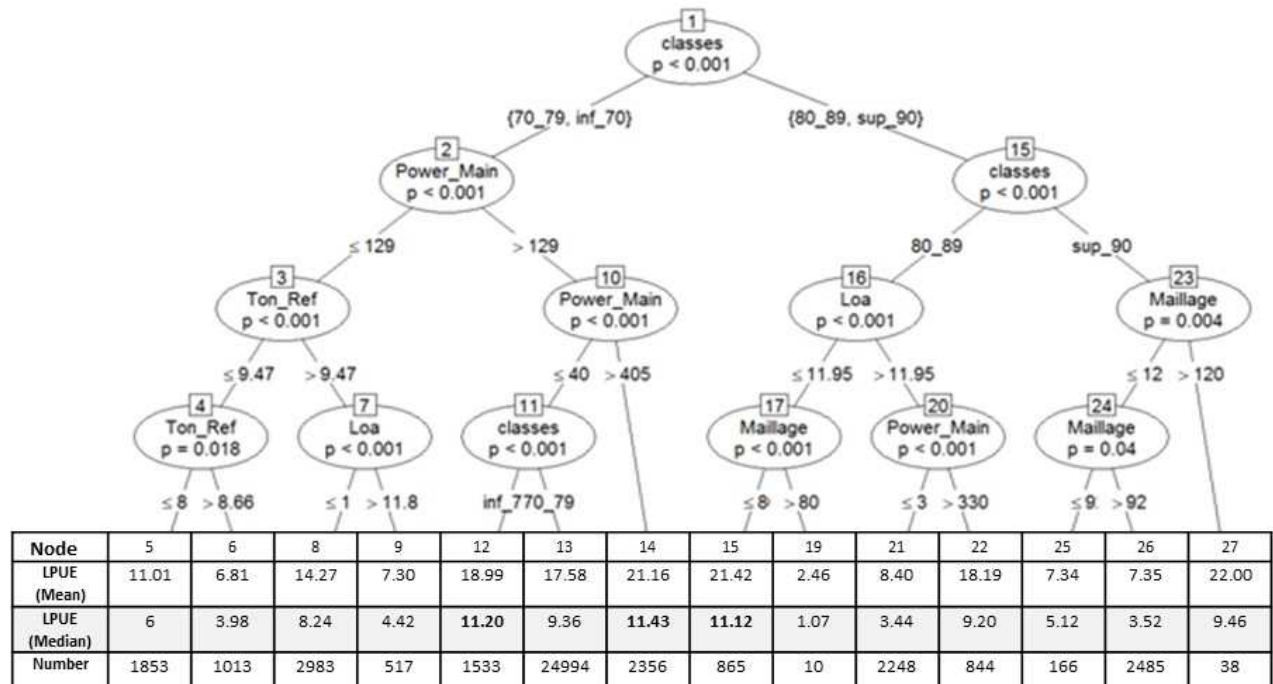 1
classes
p < 0.001
{70_79, inf_70} {80_89, sup_90}
2 15
Power_Main classes
p < 0.001 p < 0.001
≤ 129 > 129 80_89 sup_90
3 10 16 23
Ton_Ref Power_Main Loa Maillage
p < 0.001 p < 0.001 p < 0.001 p = 0.004
≤ 9.47 > 9.47 ≤ 40 > 405 ≤ 11.95 > 11.95 ≤ 12 > 120
4 7 11 17 20 24
Ton_Ref Loa classes Maillage Power_Main Maillage
p = 0.018 p < 0.001 p < 0.001 p < 0.001 p < 0.001 p = 0.04
≤ 8 > 8.66 ≤ 1 > 11.8 inf_770_79 ≤ 8 > 80 ≤ 3 > 330 ≤ 9. > 92
Node 5 6 8 9 12 13 14 15 19 21 22 25 26 27
LPUE (Mean) 11.01 6.81 14.27 7.30 18.99 17.58 21.16 21.42 2.46 8.40 18.19 7.34 7.35 22.00
LPUE (Median) 6 3.98 8.24 4.42 11.20 9.36 11.43 11.12 1.07 3.44 9.20 5.12 3.52 9.46
Number 1853 1013 2983 517 1533 24994 2356 865 10 2248 844 166 2485 38